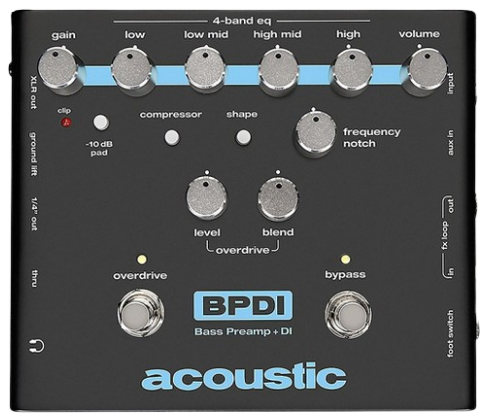 4-band eq
gain
low
low mid
high mid
high
volume
XLR out
input
clip
-10 dB
pad
compressor
shape
frequency
notch
ground lift
aux in
1/4" out
level
blend
overdrive
out
fx loop
in
thru
overdrive
bypass
BPDI
Bass Preamp + DI
foot switch
acoustic